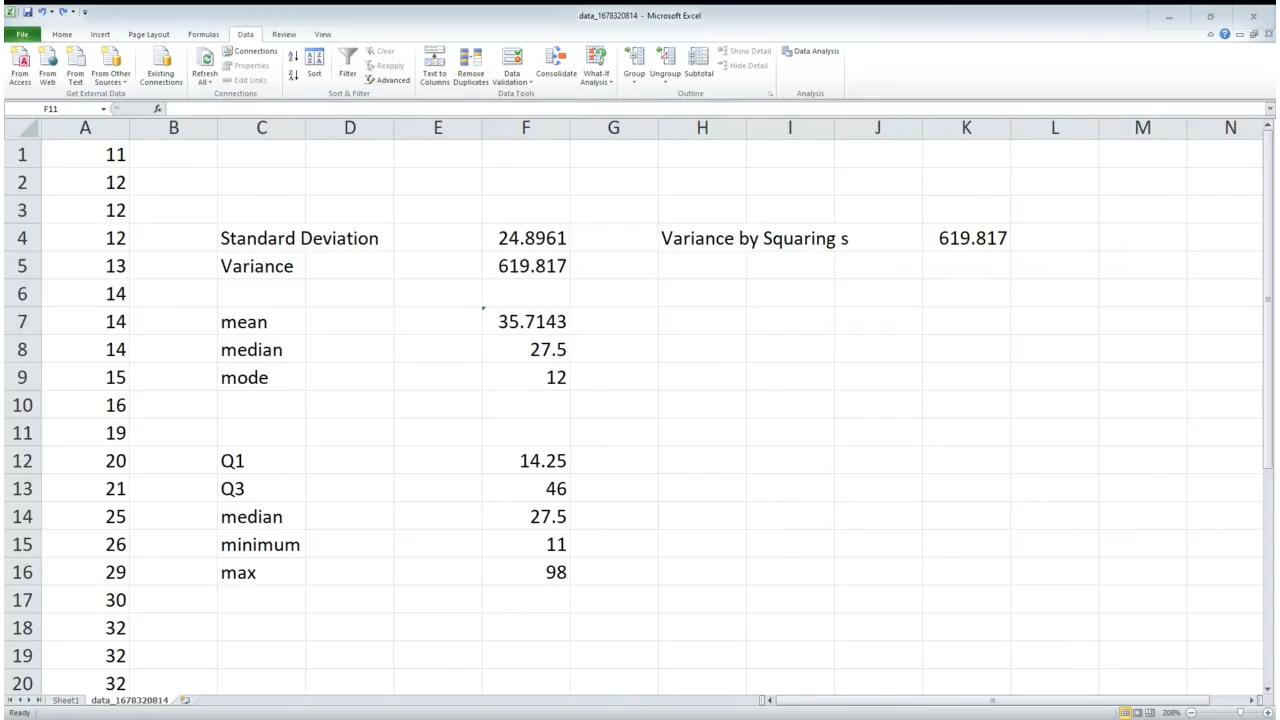 data_1678320814 - Microsoft Excel
File Home Insert Page Layout Formulas Data Review View
From Access
From Web
From Text
From Other Sources
Existing Connections
Refresh All
Connections
Properties
Edit Links
Sort
Filter
Clear
Reapply
Advanced
Text to Columns
Remove Duplicates
Data Validation
Consolidate
What-If Analysis
Group
Ungroup
Subtotal
Show Detail
Hide Detail
Data Analysis
Get External Data Connections Sort & Filter Data Tools Outline Analysis
F11 fx
A B C D E F G H I J K L M N
1 11
2 12
3 12
4 12 Standard Deviation 24.8961 Variance by Squaring s 619.817
5 13 Variance 619.817
6 14
7 14 mean 35.7143
8 14 median 27.5
9 15 mode 12
10 16
11 19
12 20 Q1 14.25
13 21 Q3 46
14 25 median 27.5
15 26 minimum 11
16 29 max 98
17 30
18 32
19 32
20 32
Sheet1 data_1678320814
Ready 208%